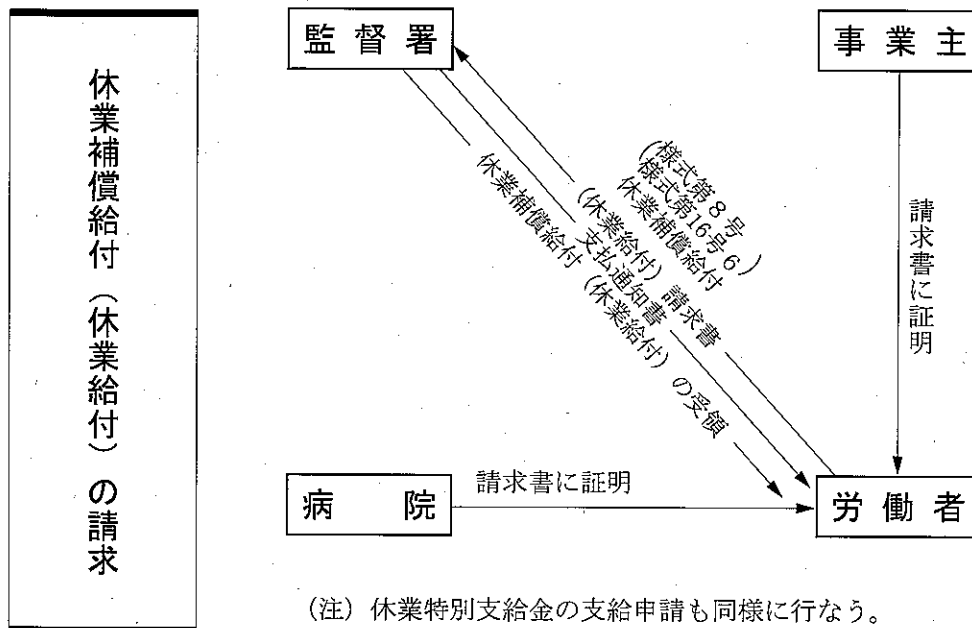 休業補償給付（休業給付）の請求
監督署
事業主
（様式第８号
様式第16号６）
休業補償給付
（休業給付）請求書
支払通知書
休業補償給付（休業給付）の受領
請求書に証明
病院
請求書に証明
労働者
（注）休業特別支給金の支給申請も同様に行なう。